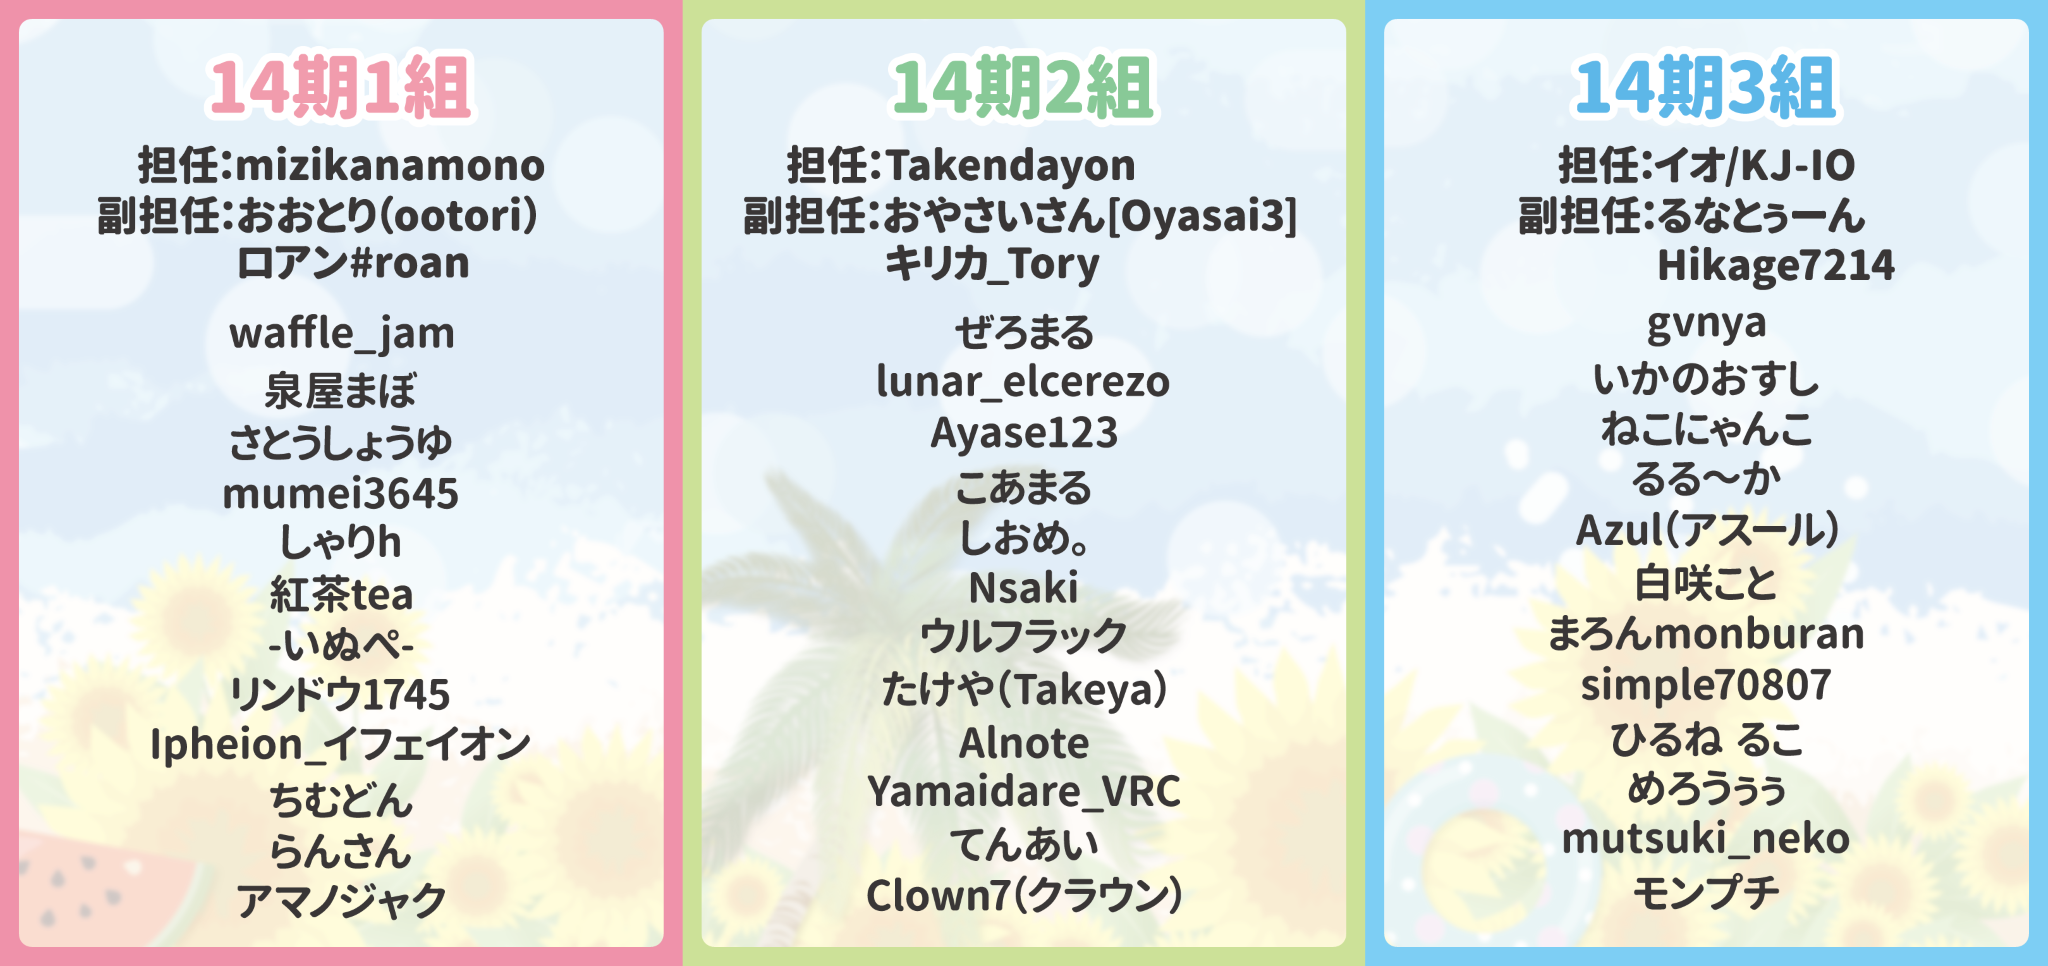 14期1組
担任:mizikanamono
副担任:おおとり(ootori)
ロアン#roan
waffle_jam
泉屋まぼ
さとうしょうゆ
mumei3645
しゃりh
紅茶tea
-いぬぺ-
リンドウ1745
Ipheion_イフェイオン
ちむどん
らんさん
アマノジャク
14期2組
担任:Takendayon
副担任:おやさいさん[Oyasai3]
キリカ_Tory
ぜろまる
lunar_elcerezo
Ayase123
こあまる
しおめ。
Nsaki
ウルフラック
たけや(Takeya)
Alnote
Yamaidare_VRC
てんあい
Clown7(クラウン)
14期3組
担任:イオ/KJ-IO
副担任:るなとぅーん
Hikage7214
gvnya
いかのおすし
ねこにゃんこ
るる〜か
Azul(アスール)
白咲こと
まろんmonburan
simple70807
ひるね るこ
めろうぅぅ
mutsuki_neko
モンプチ